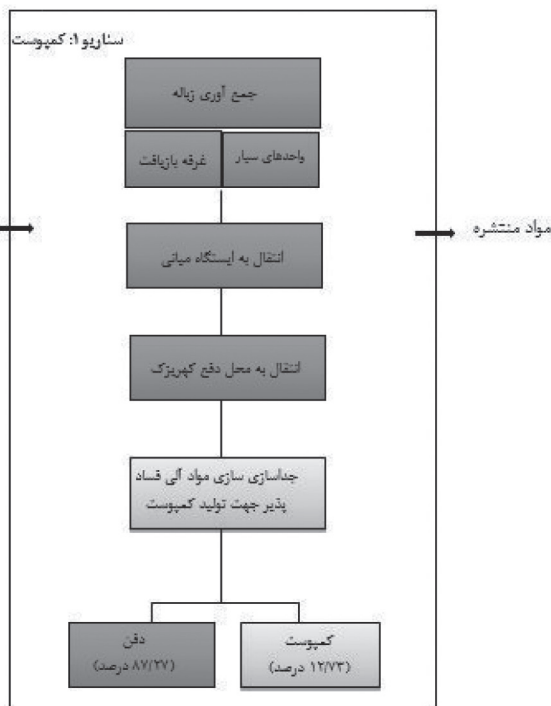 سناریو ۱: کمپوست
جمع آوری زباله
واحدهای سیار
غرفه بازیافت
انتقال به ایستگاه میانی
مواد منتشره
انتقال به محل دفع کهریزک
جداسازی سازی مواد آلی فساد
پذیر جهت تولید کمپوست
کمپوست
(۱۲/۷۳ درصد)
دفن
(۸۷/۲۷ درصد)